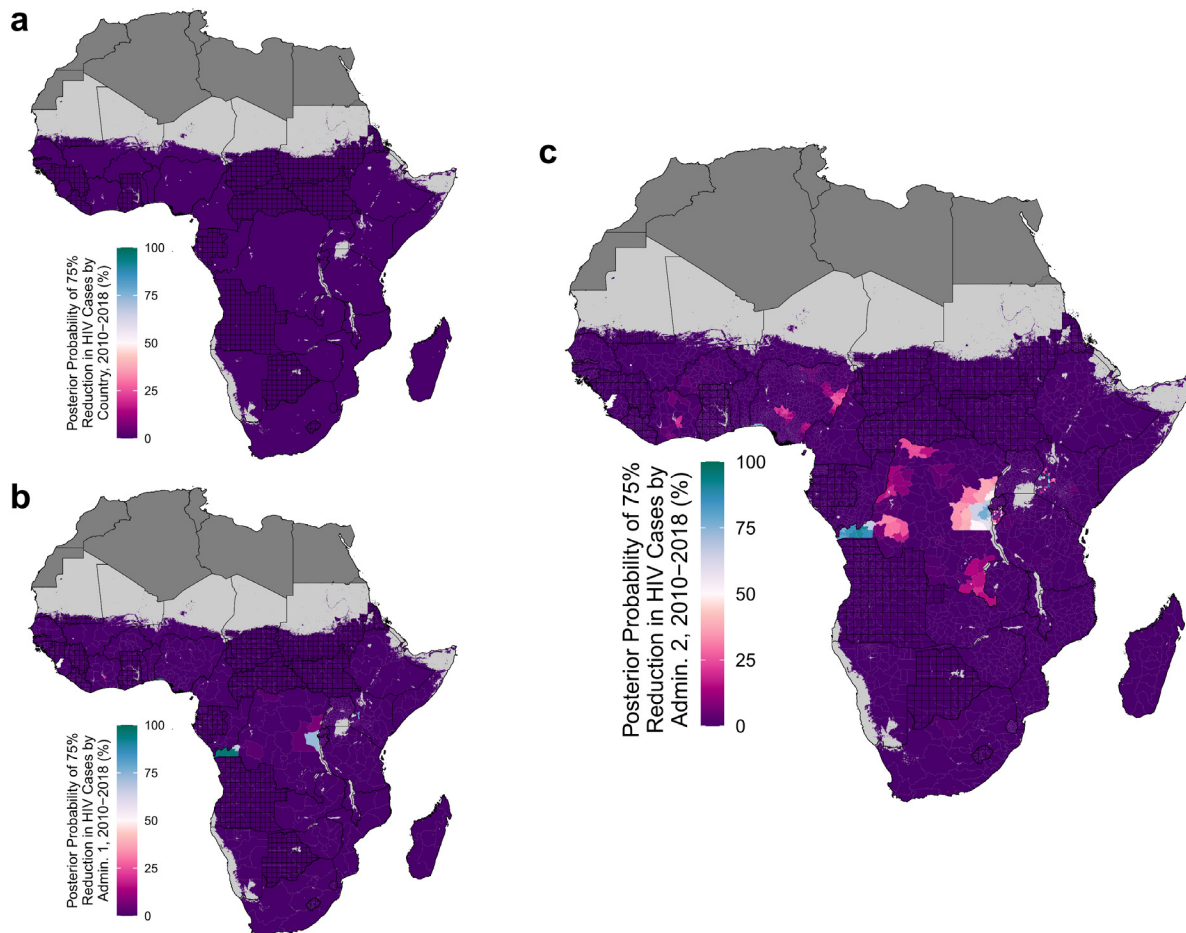 a
Posterior Probability of 75%
Reduction in HIV Cases by
Country, 2010−2018 (%)
100
75
50
25
0
b
Posterior Probability of 75%
Reduction in HIV Cases by
Admin. 1, 2010−2018 (%)
100
75
50
25
0
c
Posterior Probability of 75%
Reduction in HIV Cases by
Admin. 2, 2010−2018 (%)
100
75
50
25
0